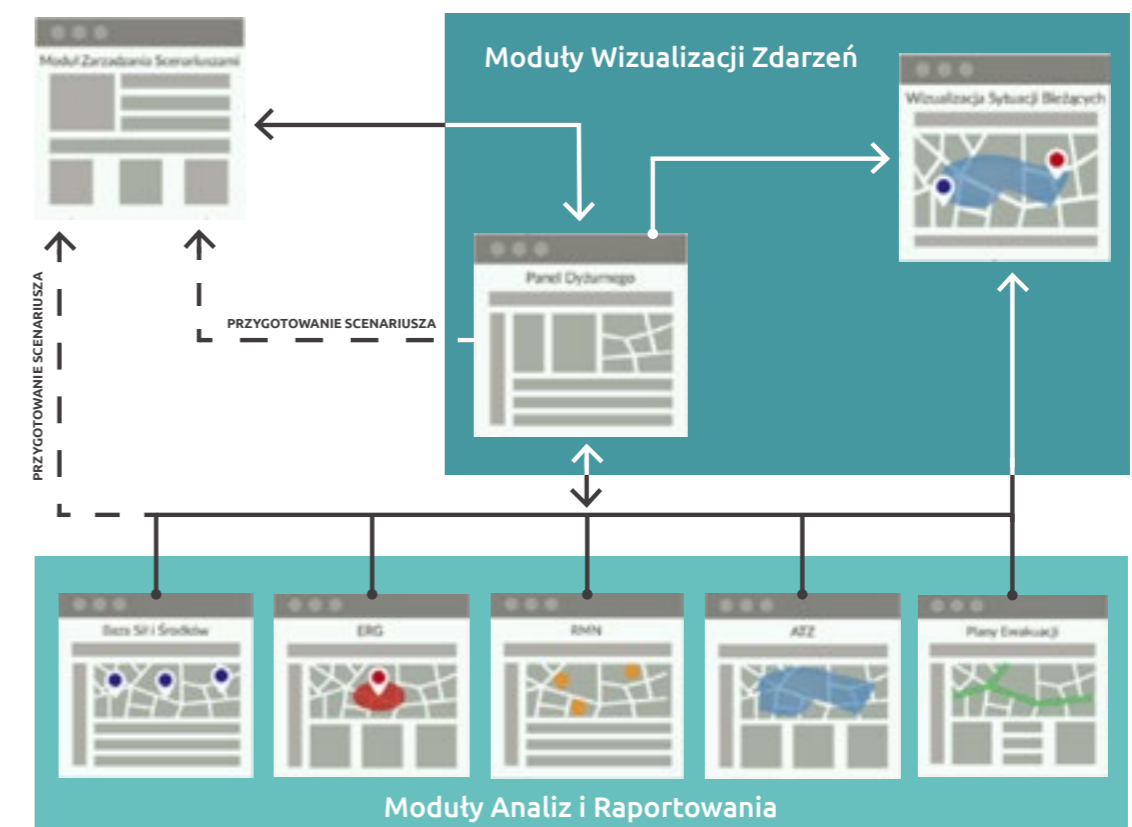 Moduł Zarządzania Scenariuszami
Moduły Wizualizacji Zdarzeń
Wizualizacja Sytuacji Bieżących
Panel Dyżurnego
PRZYGOTOWANIE SCENARIUSZA
PRZYGOTOWANIE SCENARIUSZA
Baza Sił i Środków
ERG
RMN
ATZ
Plany Ewakuacji
Moduły Analiz i Raportowania